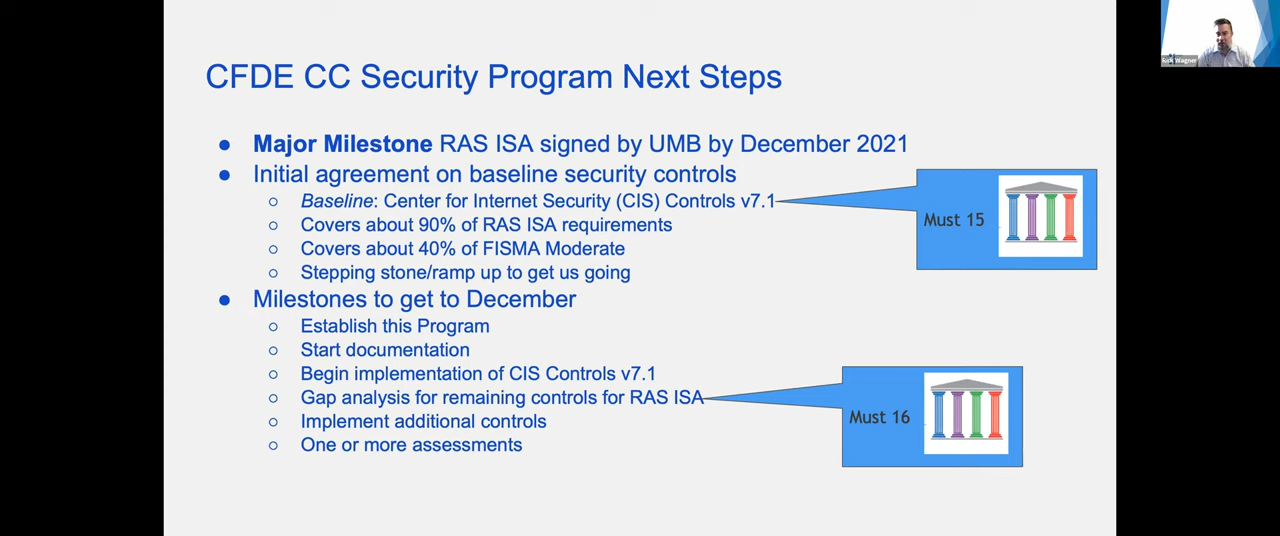 CFDE CC Security Program Next Steps
● Major Milestone RAS ISA signed by UMB by December 2021
● Initial agreement on baseline security controls
○ Baseline: Center for Internet Security (CIS) Controls v7.1
○ Covers about 90% of RAS ISA requirements
○ Covers about 40% of FISMA Moderate
○ Stepping stone/ramp up to get us going
Must 15
● Milestones to get to December
○ Establish this Program
○ Start documentation
○ Begin implementation of CIS Controls v7.1
○ Gap analysis for remaining controls for RAS ISA
○ Implement additional controls
○ One or more assessments
Must 16
Rick Wagner